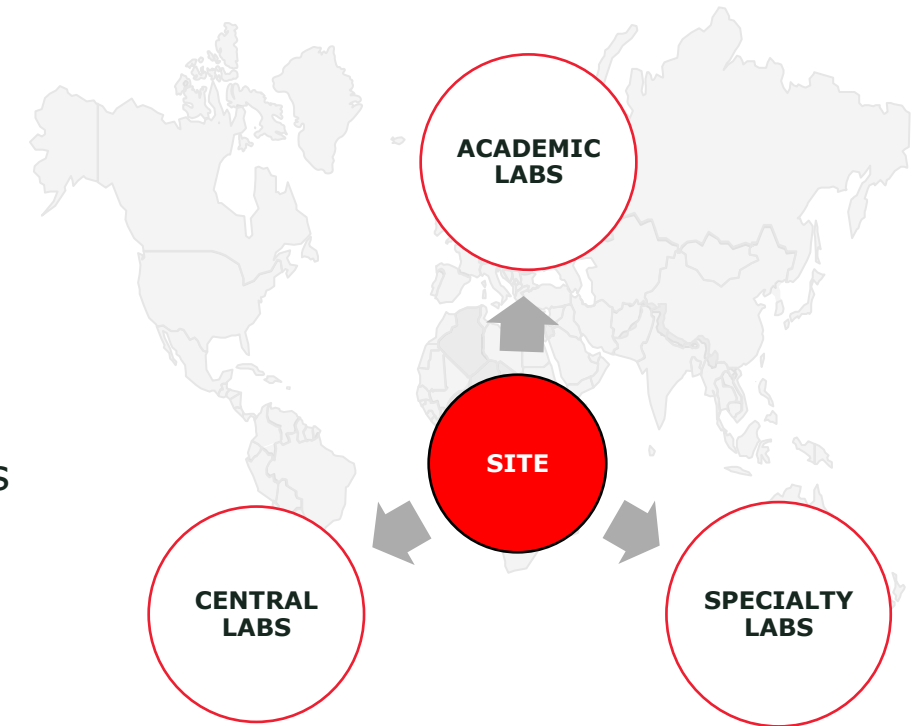 ACADEMIC
LABS
SITE
S
CENTRAL
LABS
SPECIALTY
LABS